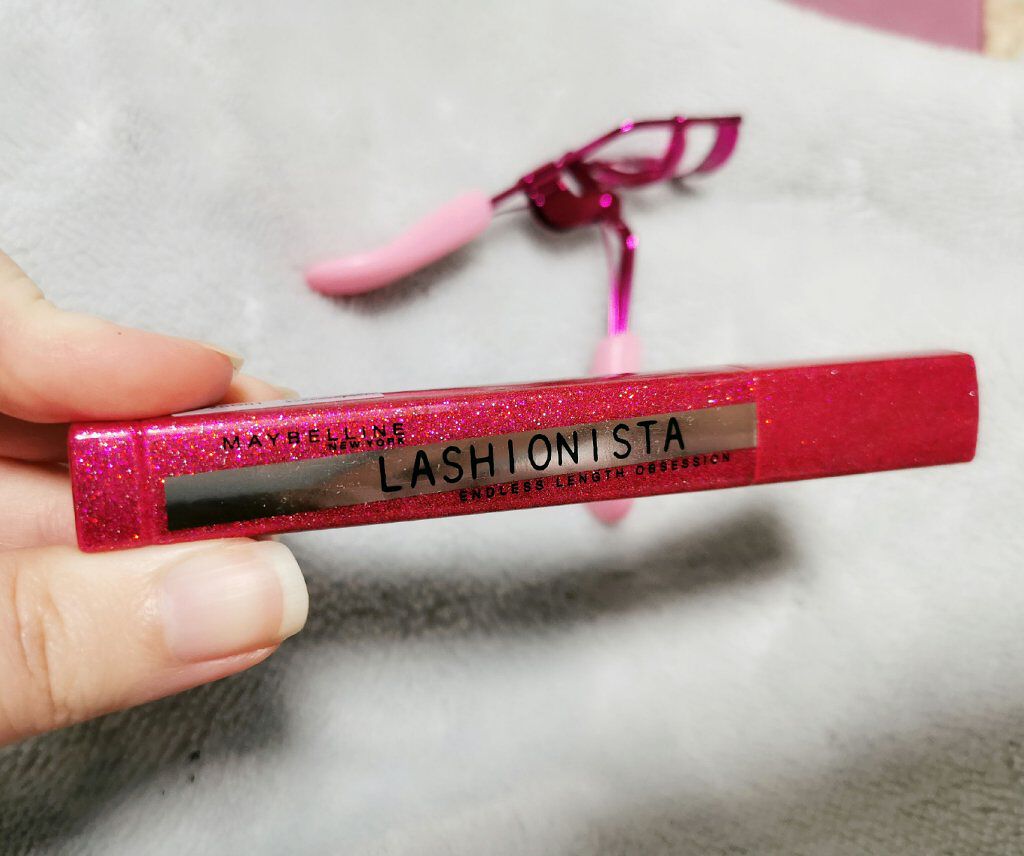 MAYBELLINE
NEW YORK
LASHIONISTA
ENDLESS LENGTH OBSESSION